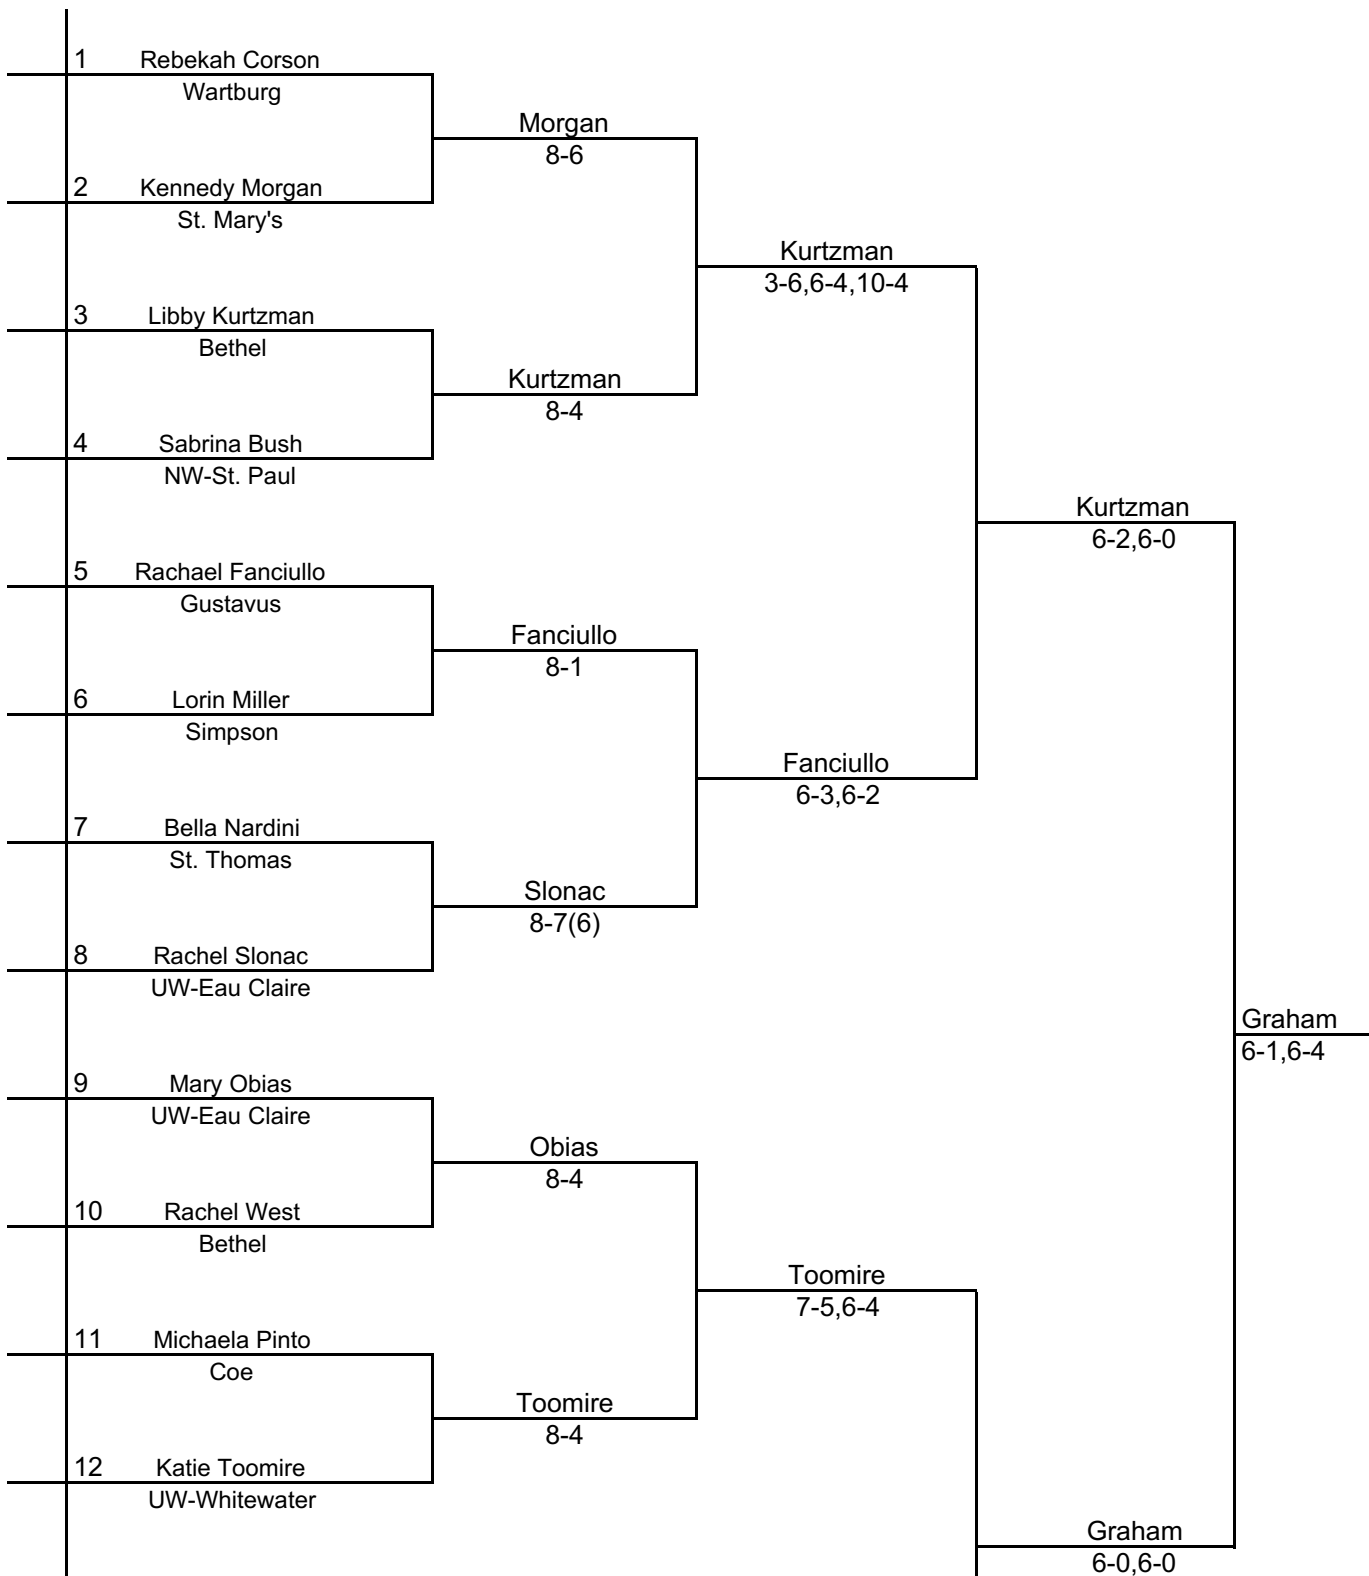 1 Rebekah Corson
Wartburg
Morgan
8-6
2 Kennedy Morgan
St. Mary's
Kurtzman
3-6,6-4,10-4
3 Libby Kurtzman
Bethel
Kurtzman
8-4
4 Sabrina Bush
NW-St. Paul
Kurtzman
6-2,6-0
5 Rachael Fanciullo
Gustavus
Fanciullo
8-1
6 Lorin Miller
Simpson
Fanciullo
6-3,6-2
7 Bella Nardini
St. Thomas
Slonac
8-7(6)
8 Rachel Slonac
UW-Eau Claire
Graham
6-1,6-4
9 Mary Obias
UW-Eau Claire
Obias
8-4
10 Rachel West
Bethel
Toomire
7-5,6-4
11 Michaela Pinto
Coe
Toomire
8-4
12 Katie Toomire
UW-Whitewater
Graham
6-0,6-0